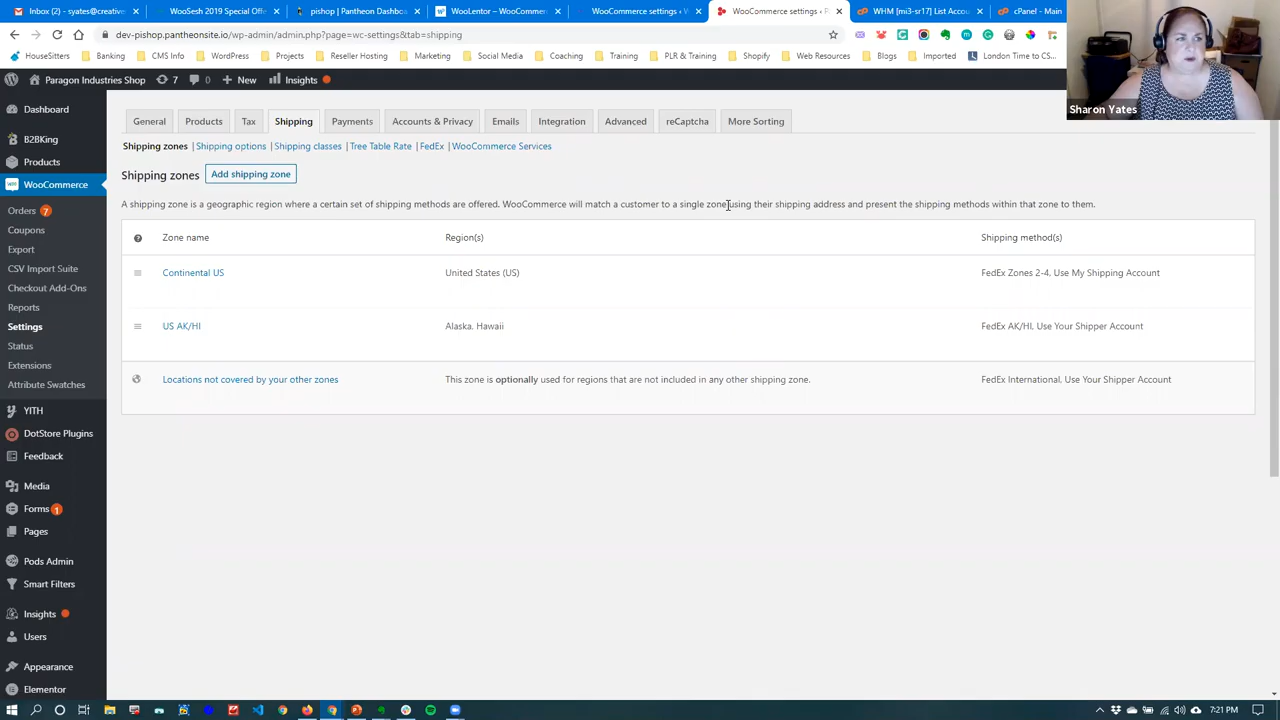 Inbox (2) - syates@creative
WooSesh 2019 Special Offe
pishop | Pantheon Dashboa
WooLentor – WooCommer
WooCommerce settings ‹
WooCommerce settings ‹ P
WHM [mi3-sr17] List Accou
cPanel - Main
dev-pishop.pantheonsite.io/wp-admin/admin.php?page=wc-settings&tab=shipping
HouseSitters
Banking
CMS Info
WordPress
Projects
Reseller Hosting
Marketing
Social Media
Coaching
Training
PLR & Training
Shopify
Web Resources
Blogs
Imported
London Time to CS...
Paragon Industries Shop
7
0
New
Insights
Sharon Yates
Dashboard
B2BKing
Products
WooCommerce
Orders 7
Coupons
Export
CSV Import Suite
Checkout Add-Ons
Reports
Settings
Status
Extensions
Attribute Swatches
YITH
DotStore Plugins
Feedback
Media
Forms 1
Pages
Pods Admin
Smart Filters
Insights
Users
Appearance
Elementor
General
Products
Tax
Shipping
Payments
Accounts & Privacy
Emails
Integration
Advanced
reCaptcha
More Sorting
Shipping zones | Shipping options | Shipping classes | Tree Table Rate | FedEx | WooCommerce Services
Shipping zones
Add shipping zone
A shipping zone is a geographic region where a certain set of shipping methods are offered. WooCommerce will match a customer to a single zone using their shipping address and present the shipping methods within that zone to them.
Zone name
Region(s)
Shipping method(s)
Continental US
United States (US)
FedEx Zones 2-4, Use My Shipping Account
US AK/HI
Alaska, Hawaii
FedEx AK/HI, Use Your Shipper Account
Locations not covered by your other zones
This zone is optionally used for regions that are not included in any other shipping zone.
FedEx International, Use Your Shipper Account
7:21 PM